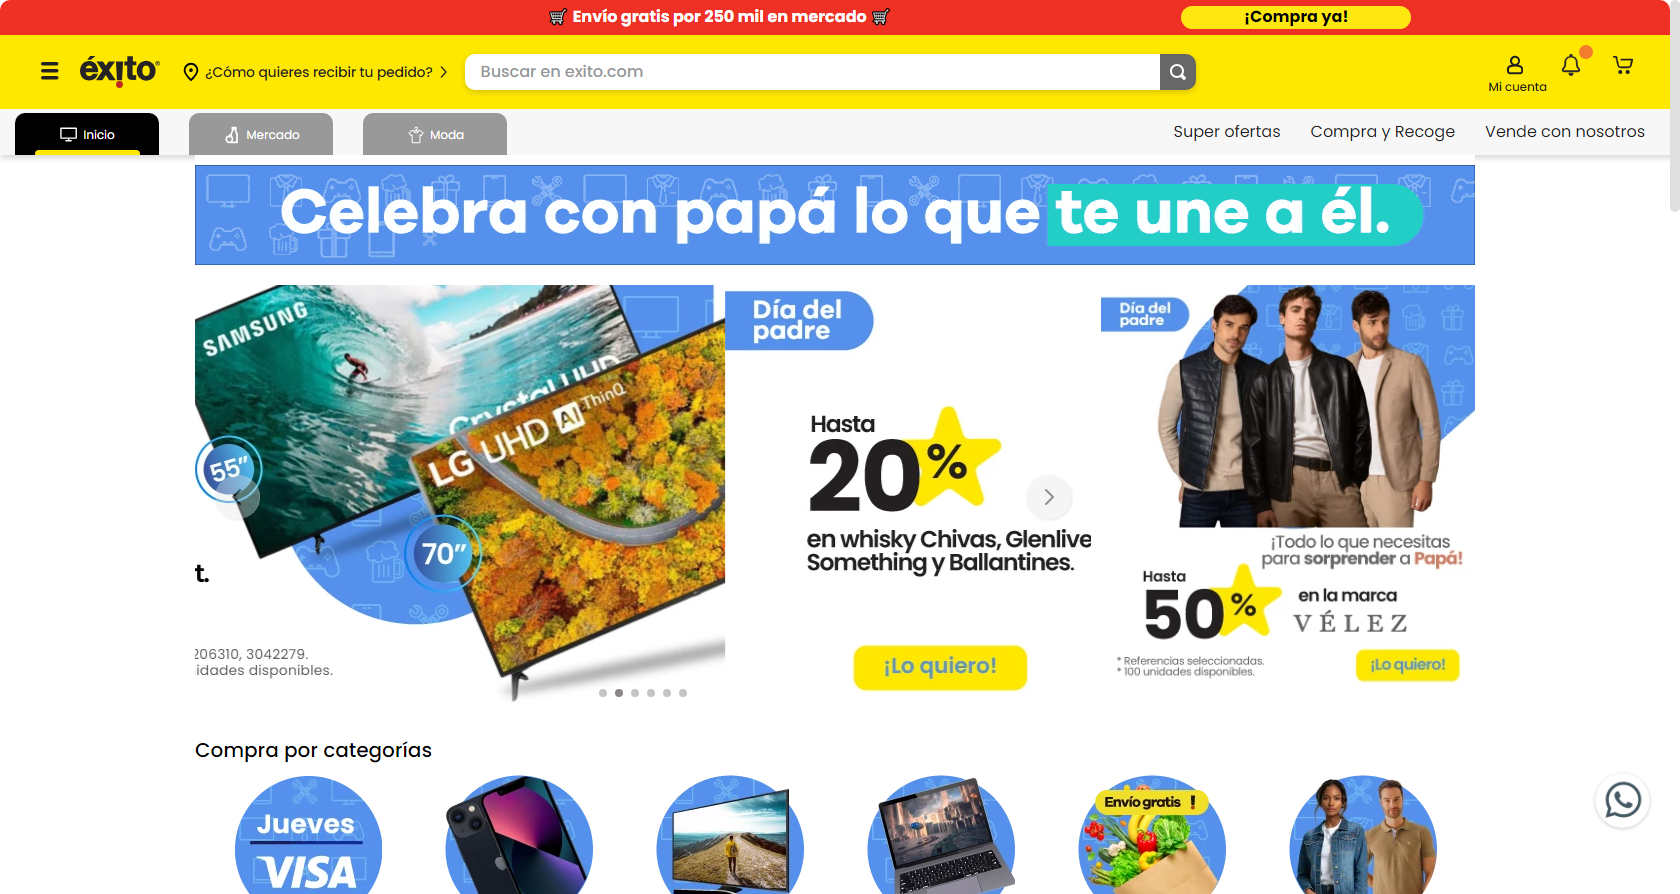 Envío gratis por 250 mil en mercado
¡Compra ya!
éxito
¿Cómo quieres recibir tu pedido?
Buscar en exito.com
Mi cuenta
Inicio
Mercado
Moda
Super ofertas
Compra y Recoge
Vende con nosotros
Celebra con papá lo que te une a él.
SAMSUNG
Crystal UHD
LG UHD AI ThinQ
55”
70”
t.
206310, 3042279.
idades disponibles.
Día del
padre
Hasta
20%
en whisky Chivas, Glenlive
Something y Ballantines.
¡Lo quiero!
Día del
padre
¡Todo lo que necesitas
para sorprender a Papá!
Hasta
50%
en la marca
VÉLEZ
* Referencias seleccionadas.
* 100 unidades disponibles.
¡Lo quiero!
Compra por categorías
Jueves
VISA
Envío gratis !